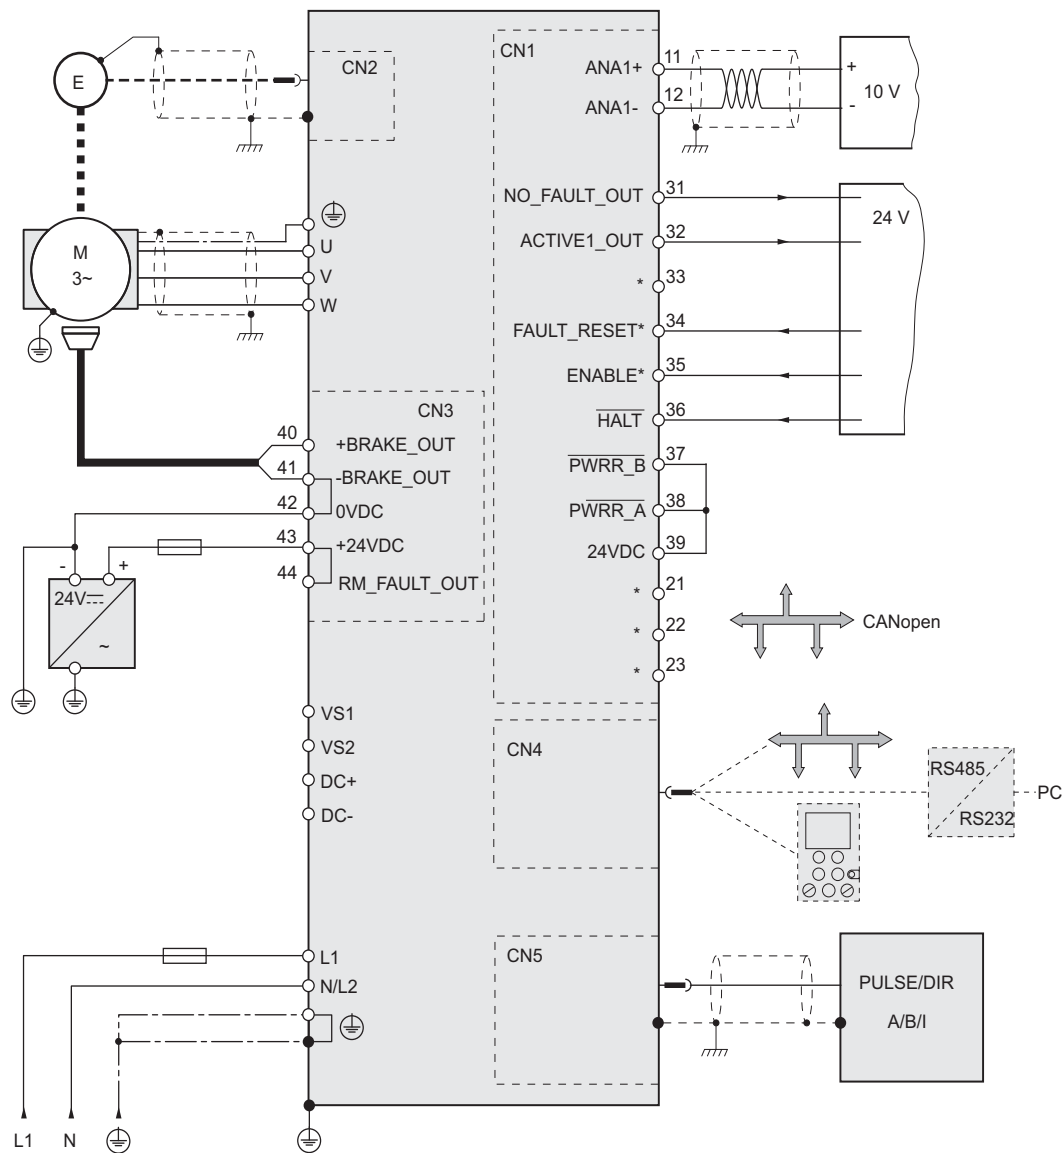 E
CN2
CN1
ANA1+
11
ANA1-
12
+
10 V
-
NO_FAULT_OUT
31
24 V
ACTIVE1_OUT
32
*
33
FAULT_RESET*
34
ENABLE*
35
HALT
36
M
3~
U
V
W
CN3
40
+BRAKE_OUT
41
-BRAKE_OUT
42
0VDC
43
+24VDC
44
RM_FAULT_OUT
PWRR_B
37
PWRR_A
38
24VDC
39
*
21
*
22
*
23
-
+
24V
~
CANopen
VS1
VS2
DC+
DC-
CN4
RS485
RS232
PC
L1
N/L2
CN5
PULSE/DIR
A/B/I
L1
N